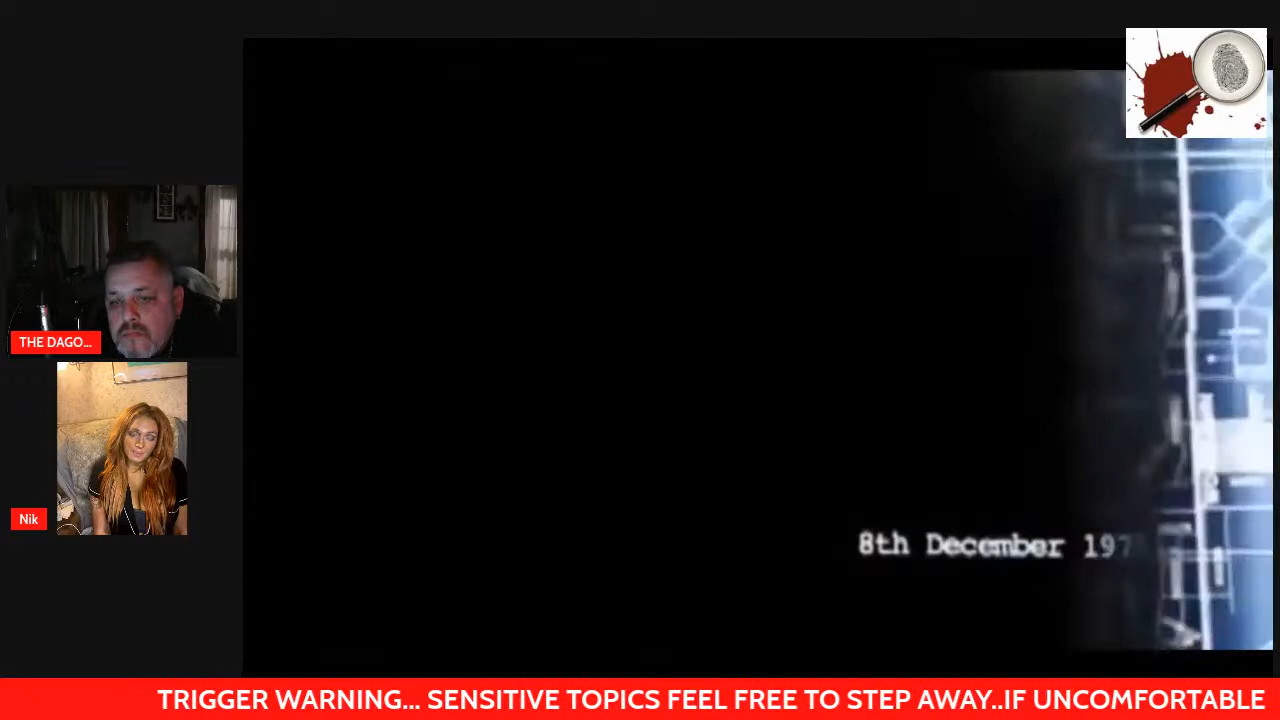 THE DAGO...
Nik
8th December 197
TRIGGER WARNING... SENSITIVE TOPICS FEEL FREE TO STEP AWAY..IF UNCOMFORTABLE